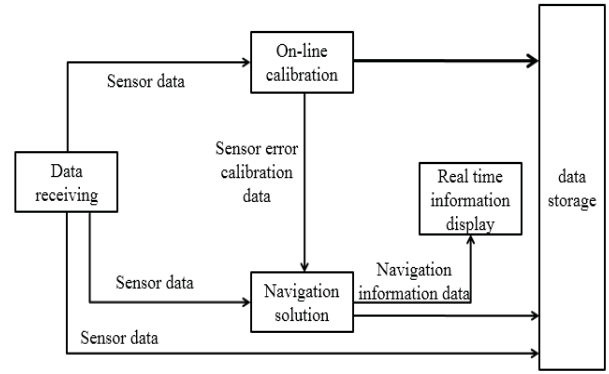 On-line
calibration
Sensor data
Sensor error
calibration
data
Data
receiving
Real time
information
display
data
storage
Sensor data
Navigation
solution
Navigation
information data
Sensor data